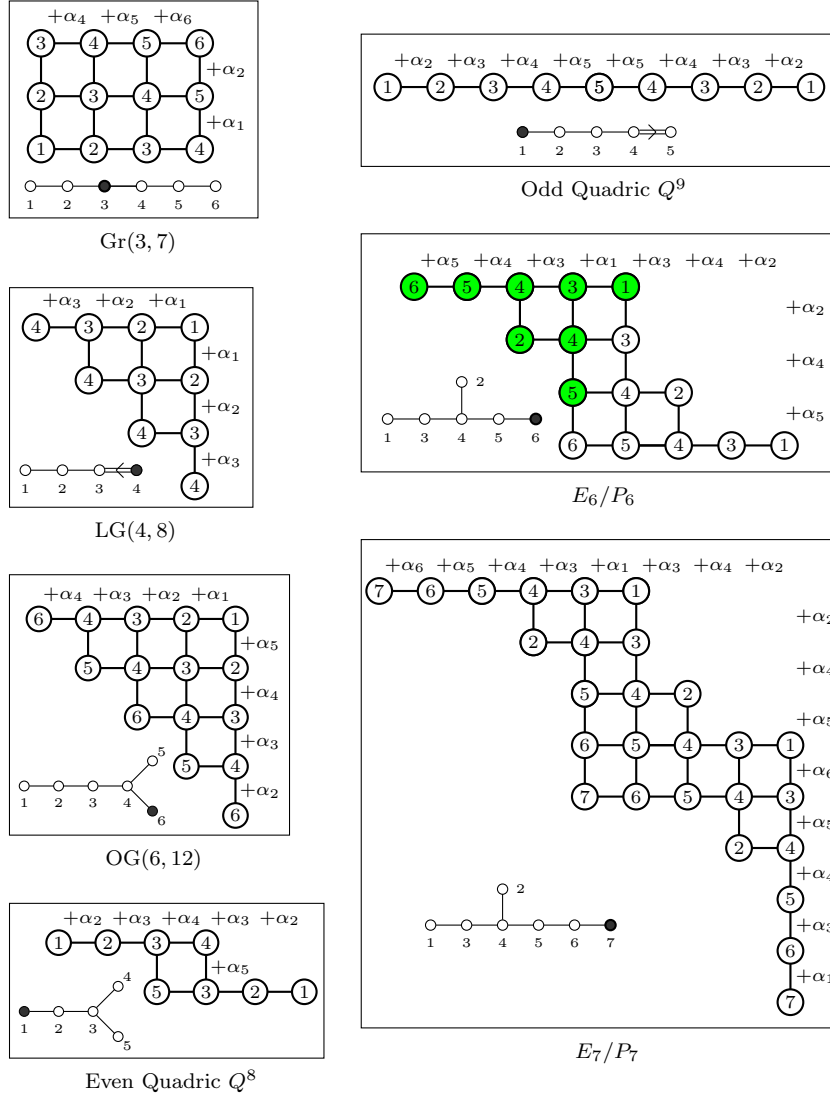 +α₄ +α₅ +α₆
3 4 5 6
+α₂
2 3 4 5
+α₁
1 2 3 4
1 2 3 4 5 6
Gr(3, 7)
+α₃ +α₂ +α₁
4 3 2 1
+α₁
4 3 2
+α₂
4 3
+α₃
4
1 2 3 4
LG(4, 8)
+α₄ +α₃ +α₂ +α₁
6 4 3 2 1
+α₅
5 4 3 2
+α₄
6 4 3
+α₃
5 4
+α₂
6
1 2 3 4 5 6
OG(6, 12)
+α₂ +α₃ +α₄ +α₃ +α₂
1 2 3 4
+α₅
5 3 2 1
1 2 3 4 5
Even Quadric Q⁸
+α₂ +α₃ +α₄ +α₅ +α₅ +α₄ +α₃ +α₂
1 2 3 4 5 4 3 2 1
1 2 3 4 5
Odd Quadric Q⁹
+α₅ +α₄ +α₃ +α₁ +α₃ +α₄ +α₂
6 5 4 3 1
+α₂
2 4 3
+α₄
5 4 2
+α₅
6 5 4 3 1
2
1 3 4 5 6
E₆/P₆
+α₆ +α₅ +α₄ +α₃ +α₁ +α₃ +α₄ +α₂
7 6 5 4 3 1
+α₂
2 4 3
+α₄
5 4 2
+α₅
6 5 4 3 1
+α₆
7 6 5 4 3
+α₅
2 4
+α₄
5
+α₃
6
+α₁
7
2
1 3 4 5 6 7
E₇/P₇